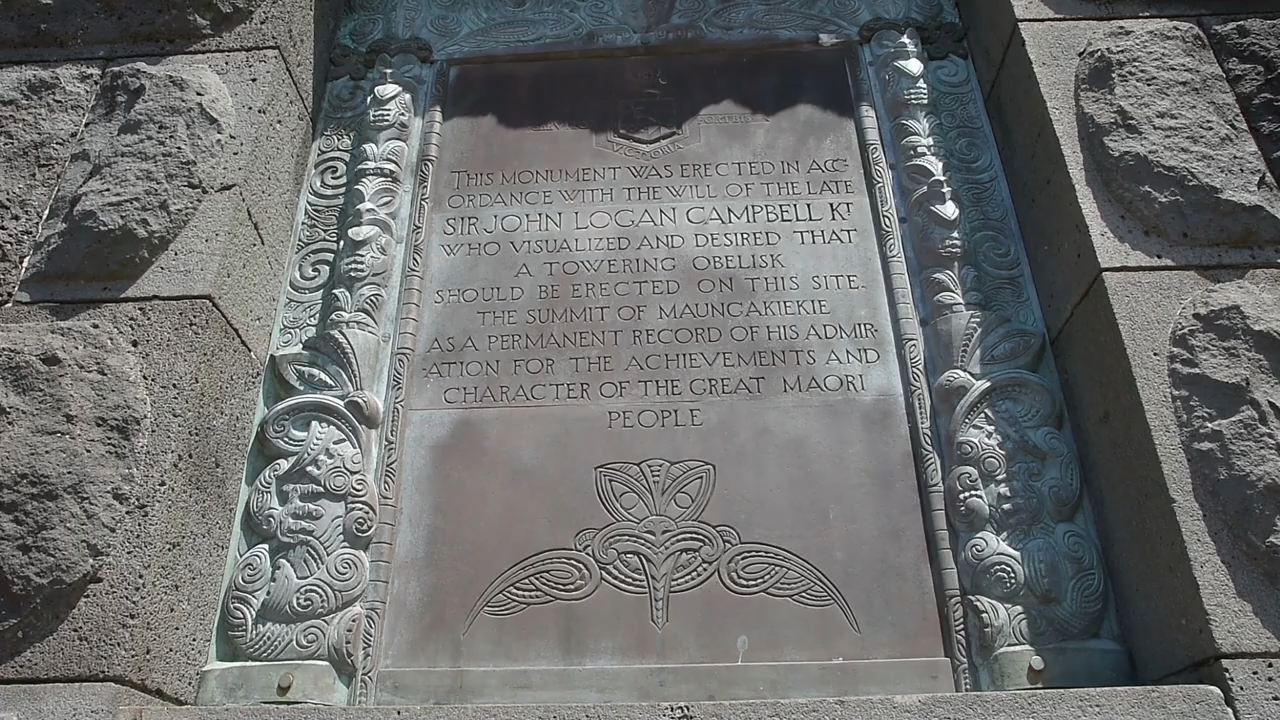 FORTIBUS
VICTORIA
THIS MONUMENT WAS ERECTED IN ACC-
ORDANCE WITH THE WILL OF THE LATE
SIR JOHN LOGAN CAMPBELL KT
WHO VISUALIZED AND DESIRED THAT
A TOWERING OBELISK
SHOULD BE ERECTED ON THIS SITE.
THE SUMMIT OF MAUNGAKIEKIE
AS A PERMANENT RECORD OF HIS ADMIR-
-ATION FOR THE ACHIEVEMENTS AND
CHARACTER OF THE GREAT MAORI
PEOPLE